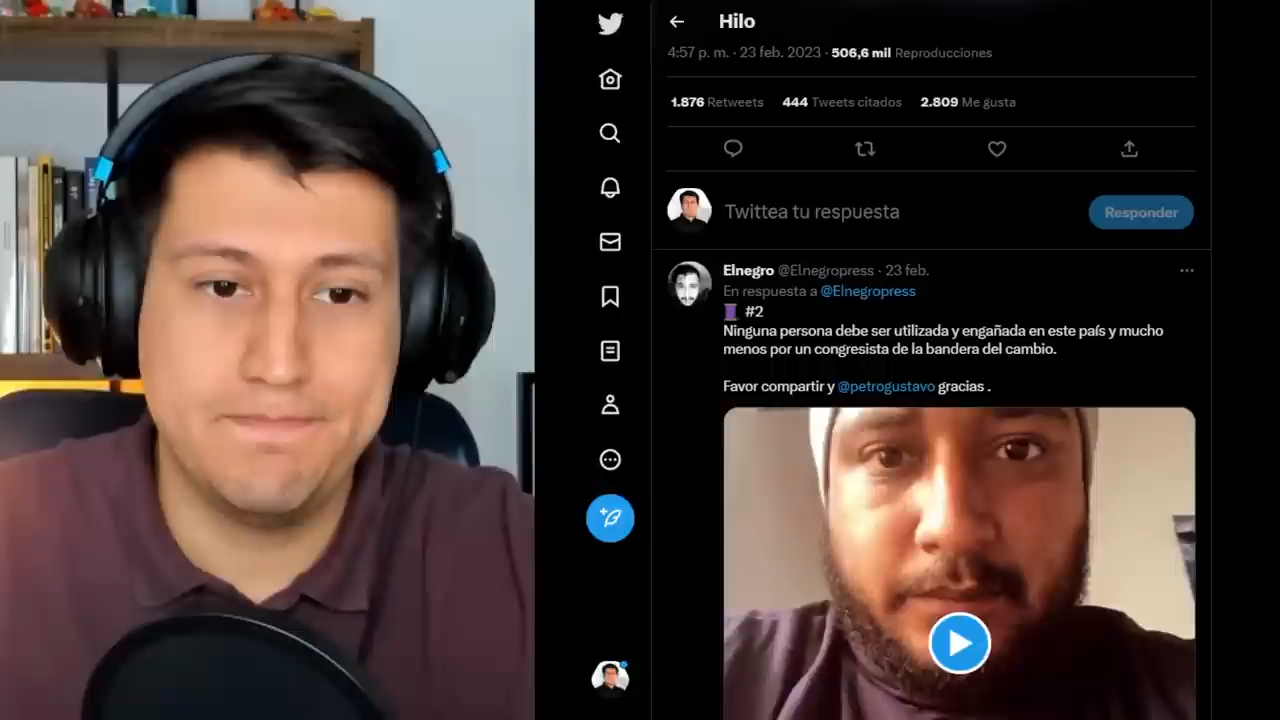 Hilo
4:57 p. m. · 23 feb. 2023 · 506,6 mil Reproducciones
1.876 Retweets 444 Tweets citados 2.809 Me gusta
Twittea tu respuesta
Responder
Elnegro @Elnegropress · 23 feb.
En respuesta a @Elnegropress
#2
Ninguna persona debe ser utilizada y engañada en este país y mucho
menos por un congresista de la bandera del cambio.
Favor compartir y @petrogustavo gracias .